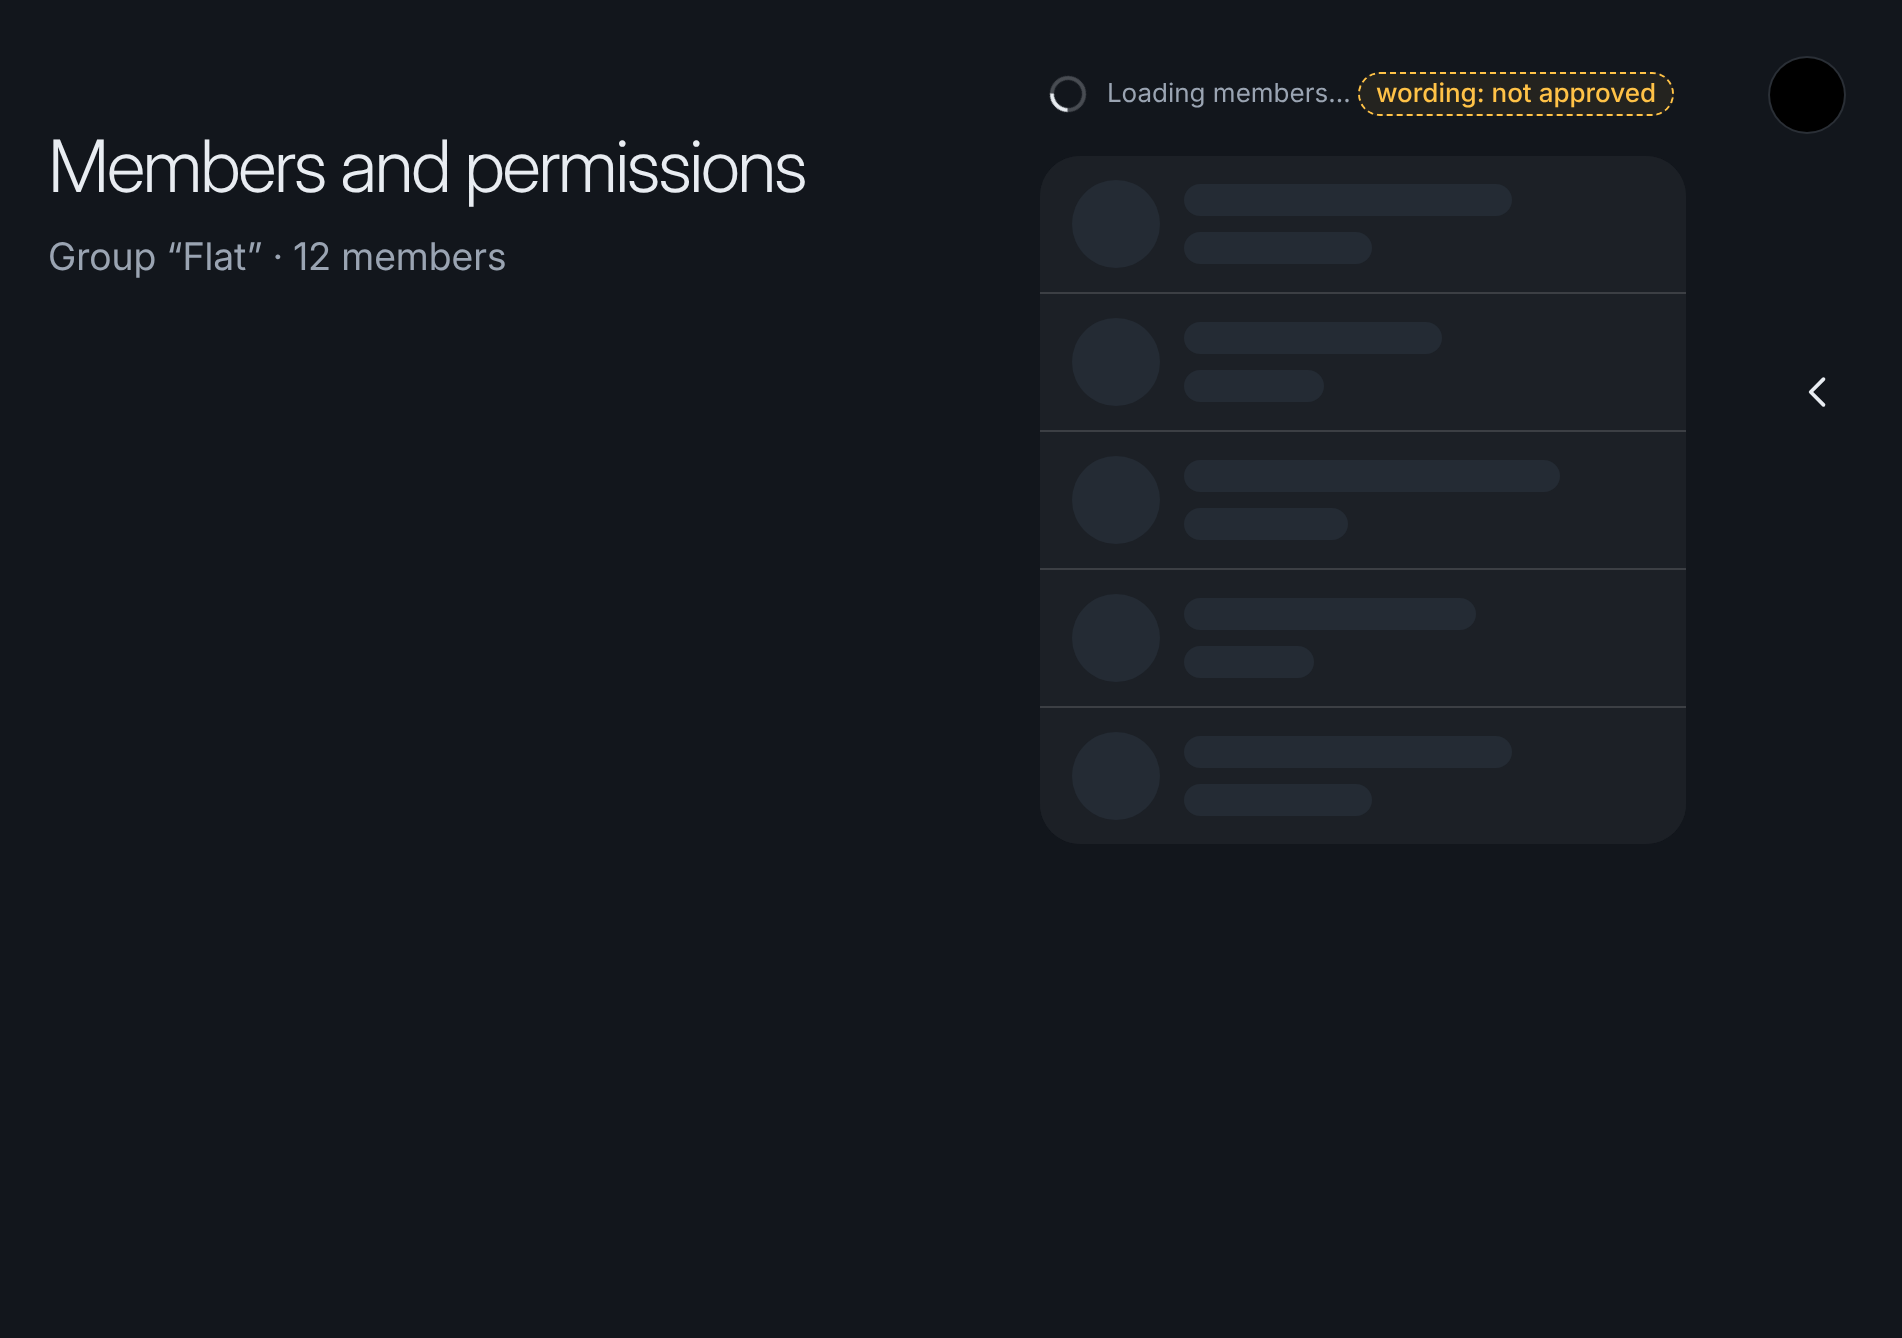 Members and permissions
Group “Flat” · 12 members
Loading members... wording: not approved